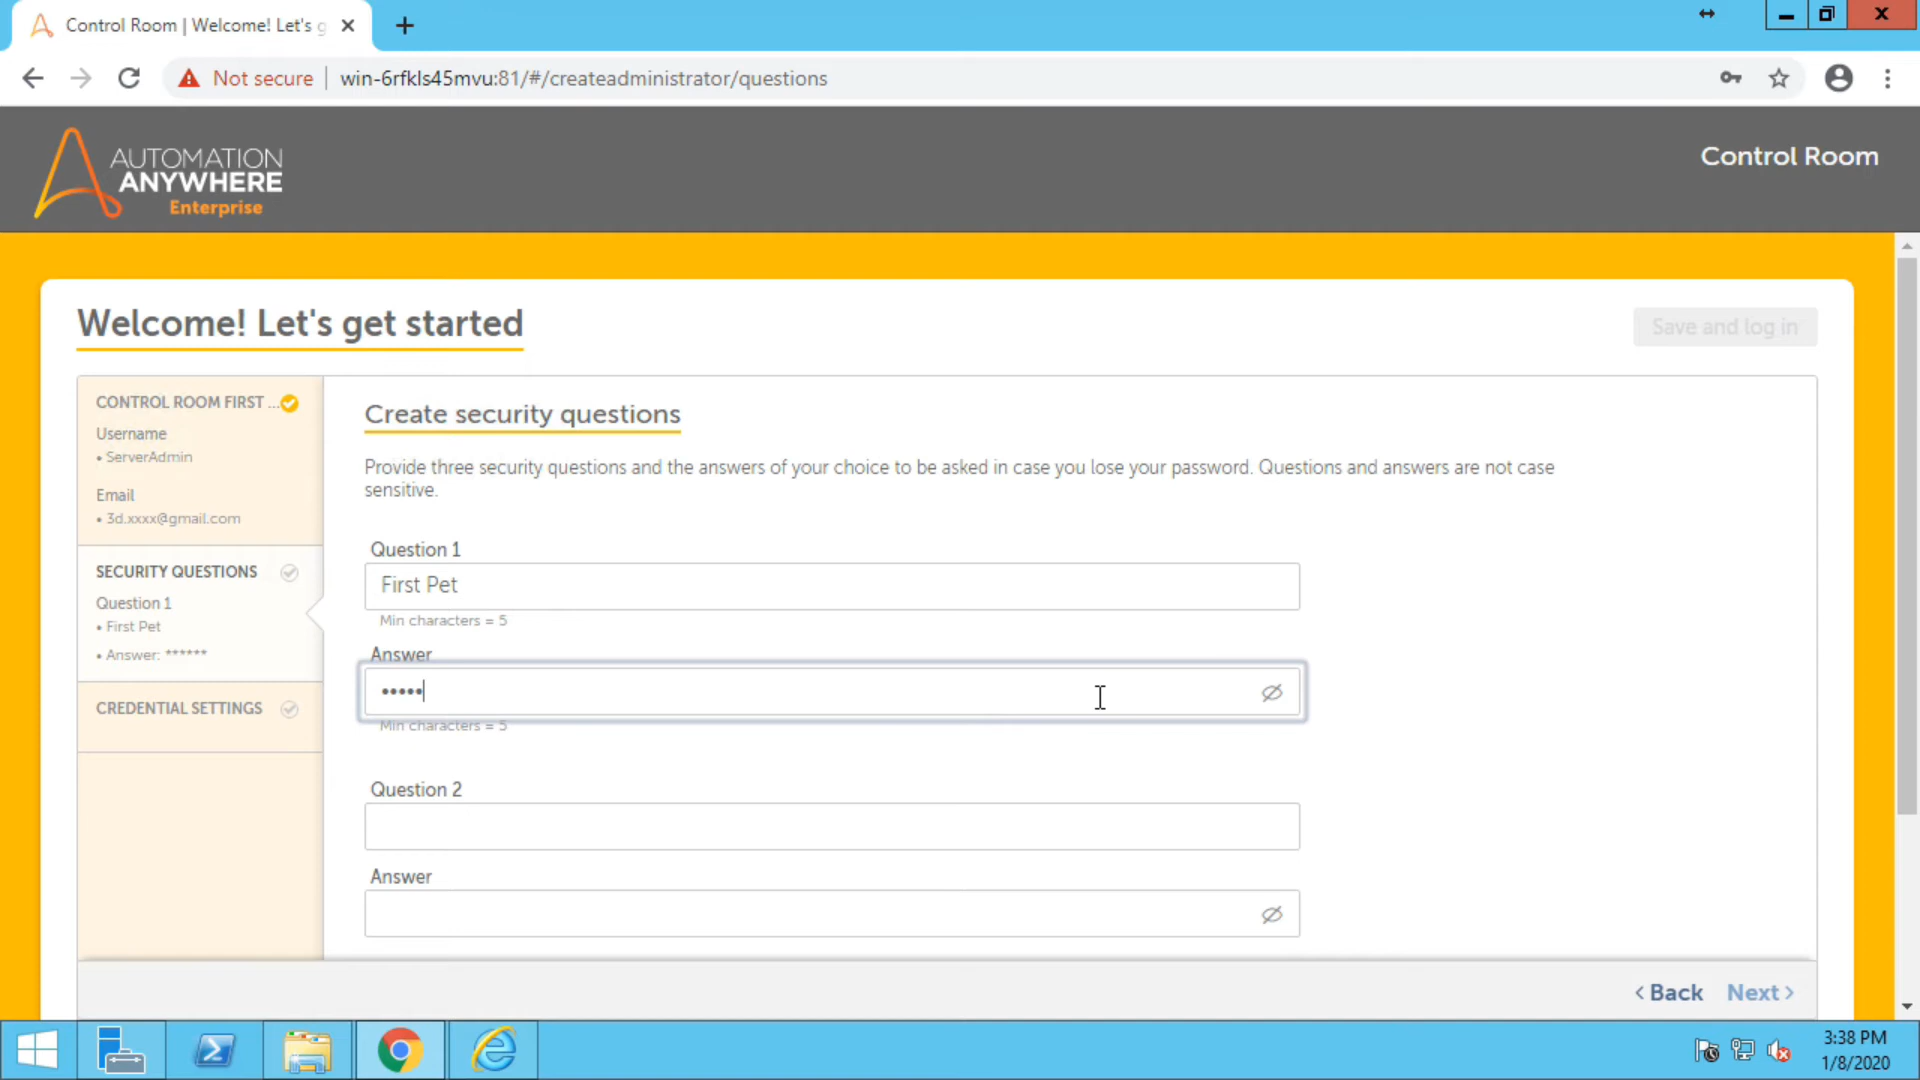 Control Room | Welcome! Let's g
Not secure
win-6rfkls45mvu:81/#/createadministrator/questions
AUTOMATION
ANYWHERE
Enterprise
Control Room
Welcome! Let's get started
Save and log in
CONTROL ROOM FIRST ...
Username
• ServerAdmin
Email
• 3d.xxxx@gmail.com
SECURITY QUESTIONS
Question 1
• First Pet
• Answer: ******
CREDENTIAL SETTINGS
Create security questions
Provide three security questions and the answers of your choice to be asked in case you lose your password. Questions and answers are not case
sensitive.
Question 1
First Pet
Min characters = 5
Answer
•••••
Min characters = 5
Question 2
Answer
< Back
Next >
3:38 PM
1/8/2020